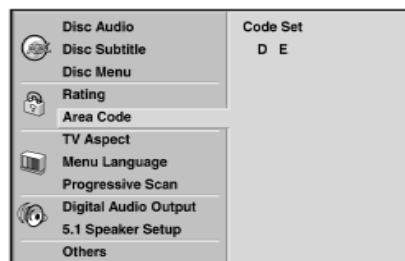 Disc Audio
Disc Subtitle
Disc Menu
Rating
Area Code
TV Aspect
Menu Language
Progressive Scan
Digital Audio Output
5.1 Speaker Setup
Others
Code Set
D E